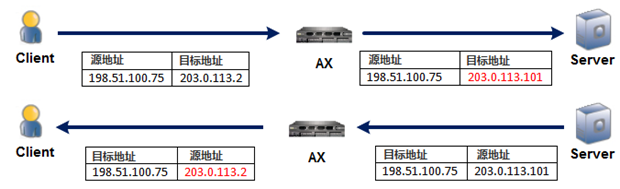 Client
AX
Server
源地址 目标地址
198.51.100.75 203.0.113.2
源地址 目标地址
198.51.100.75 203.0.113.101
Client
AX
Server
目标地址 源地址
198.51.100.75 203.0.113.2
目标地址 源地址
198.51.100.75 203.0.113.101